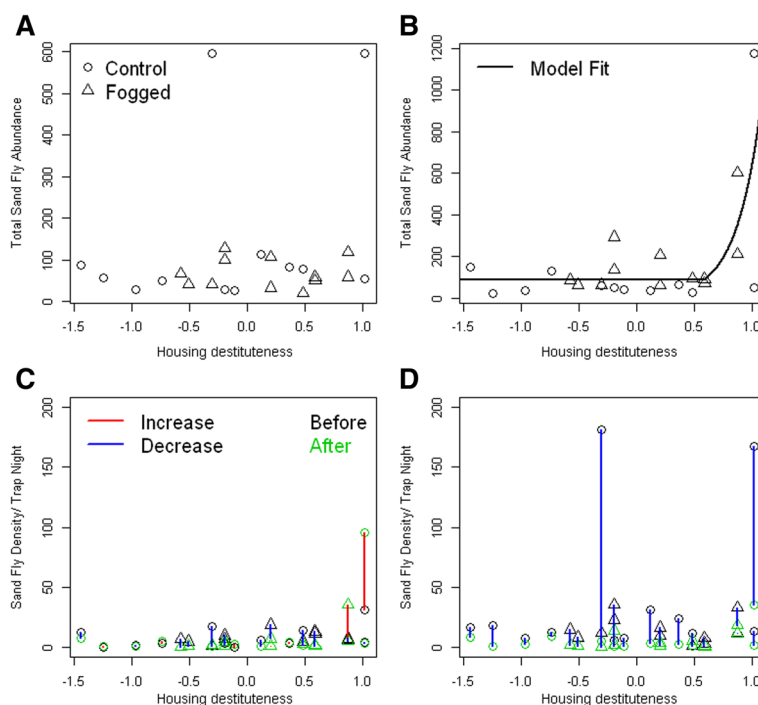 A
Total Sand Fly Abundance
600
500
400
300
200
100
0
Control
Fogged
-1.5 -1.0 -0.5 0.0 0.5 1.0
Housing destituteness
B
Total Sand Fly Abundance
1200
1000
800
600
400
200
0
Model Fit
-1.5 -1.0 -0.5 0.0 0.5 1.0
Housing destituteness
C
Sand Fly Density/ Trap Night
200
150
100
50
0
Increase Before
Decrease After
-1.5 -1.0 -0.5 0.0 0.5 1.0
Housing destituteness
D
Sand Fly Density/ Trap Night
200
150
100
50
0
-1.5 -1.0 -0.5 0.0 0.5 1.0
Housing destituteness